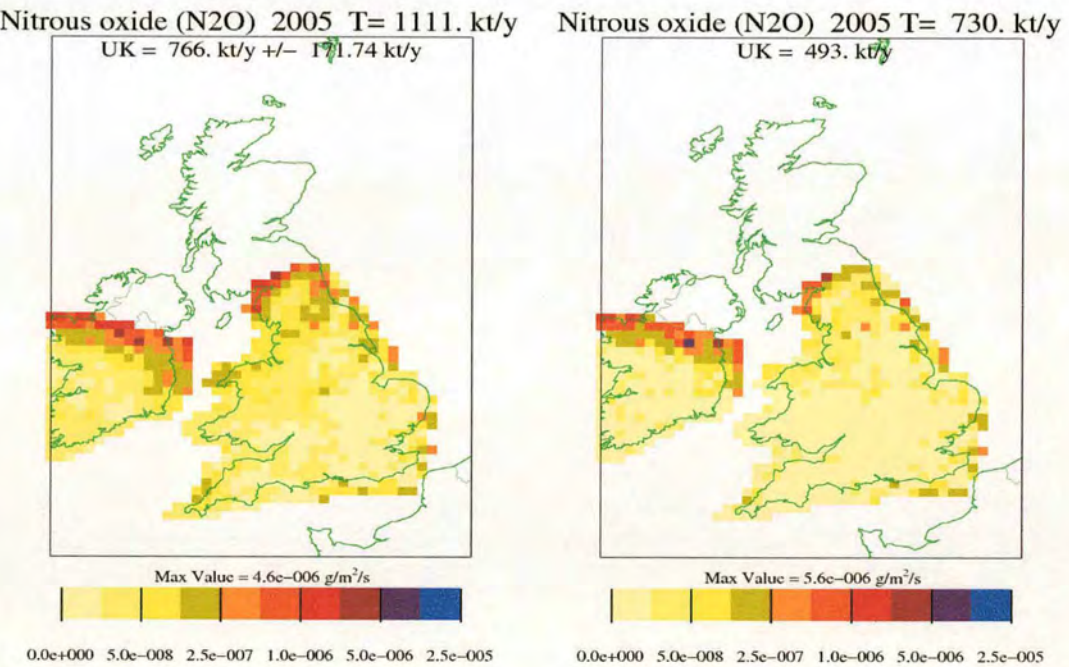 Nitrous oxide (N2O) 2005 T= 1111. kt/y
UK = 766. kt/y +/− 171.74 kt/y
Max Value = 4.6e−006 g/m²/s
0.0e+000 5.0e−008 2.5e−007 1.0e−006 5.0e−006 2.5e−005
Nitrous oxide (N2O) 2005 T= 730. kt/y
UK = 493. kt/y
Max Value = 5.6e−006 g/m²/s
0.0e+000 5.0e−008 2.5e−007 1.0e−006 5.0e−006 2.5e−005